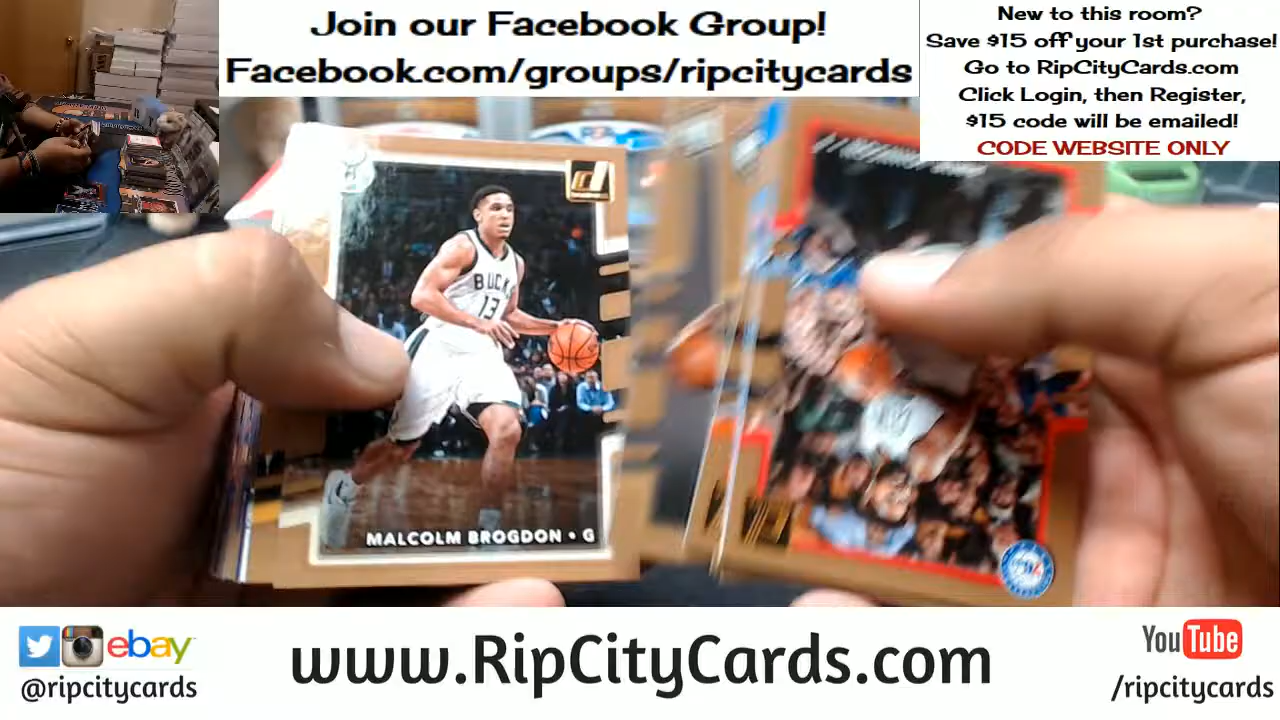 Join our Facebook Group!
Facebook.com/groups/ripcitycards
New to this room?
Save $15 off your 1st purchase!
Go to RipCityCards.com
Click Login, then Register,
$15 code will be emailed!
CODE WEBSITE ONLY
BUCKS
13
MALCOLM BROGDON • G
ebay
@ripcitycards
www.RipCityCards.com
YouTube
/ripcitycards